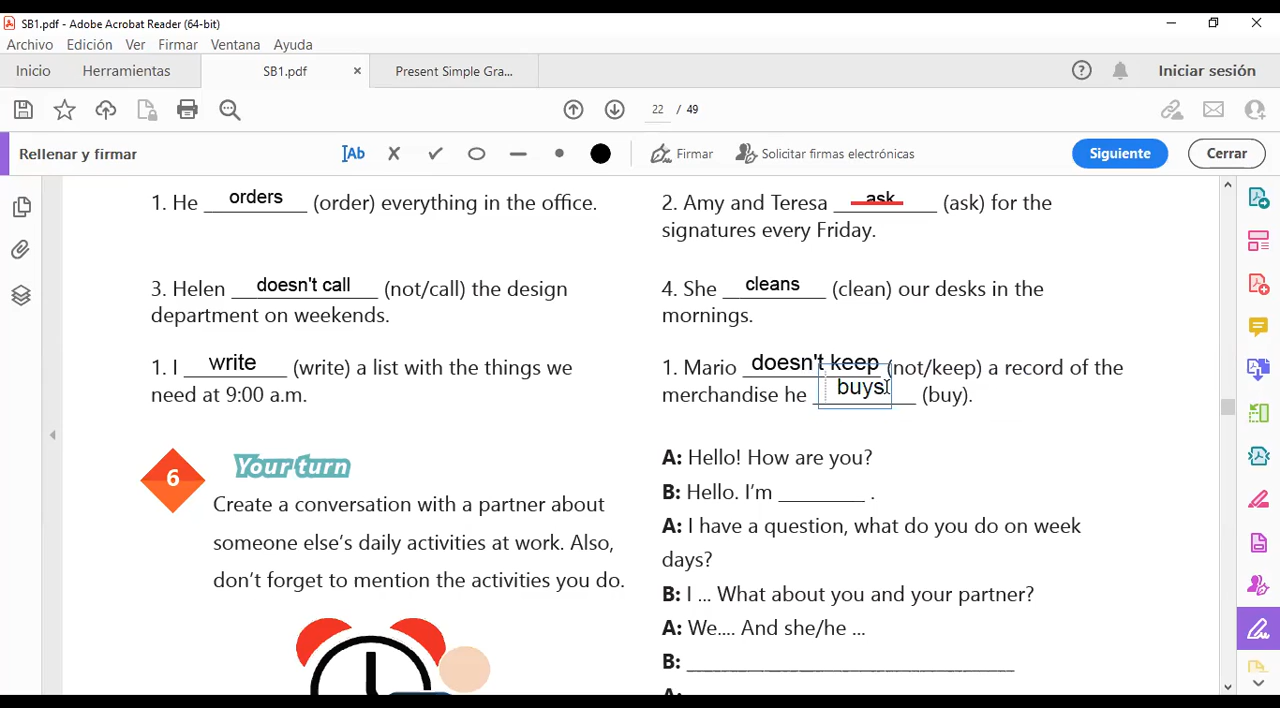 SB1.pdf - Adobe Acrobat Reader (64-bit)
Archivo Edición Ver Firmar Ventana Ayuda
Inicio Herramientas SB1.pdf Present Simple Gra... Iniciar sesión
22 / 49
Rellenar y firmar Ab Firmar Solicitar firmas electrónicas Siguiente Cerrar
1. He orders (order) everything in the office.
2. Amy and Teresa ask (ask) for the
signatures every Friday.
3. Helen doesn't call (not/call) the design
department on weekends.
4. She cleans (clean) our desks in the
mornings.
1. I write (write) a list with the things we
need at 9:00 a.m.
1. Mario doesn't keep (not/keep) a record of the
merchandise he buys (buy).
6 Your turn
Create a conversation with a partner about
someone else's daily activities at work. Also,
don't forget to mention the activities you do.
A: Hello! How are you?
B: Hello. I'm ________ .
A: I have a question, what do you do on week
days?
B: I ... What about you and your partner?
A: We.... And she/he ...
B: ________________________________